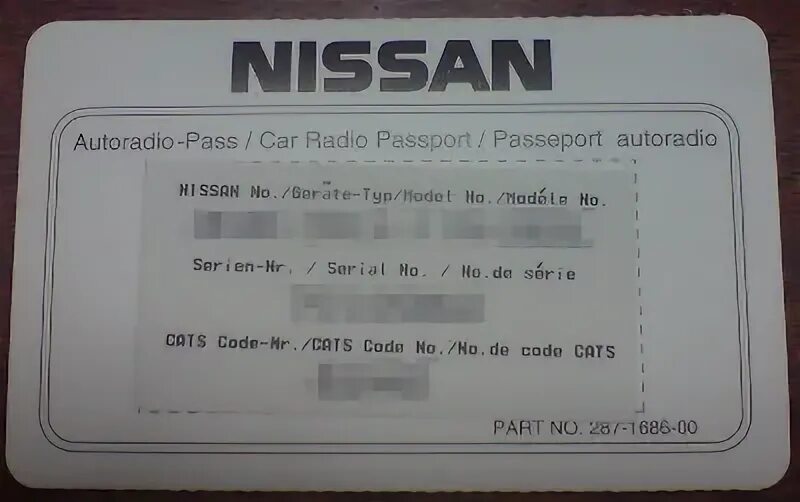 NISSAN
Autoradio-Pass / Car Radio Passport / Passeport autoradio
NISSAN No./Geräte-Typ/Model No./Modéle No.
Serien-Nr. / Serial No. / No.de série
CATS Code-Nr./CATS Code No./No.de code CATS
PART NO. 287-1686-00